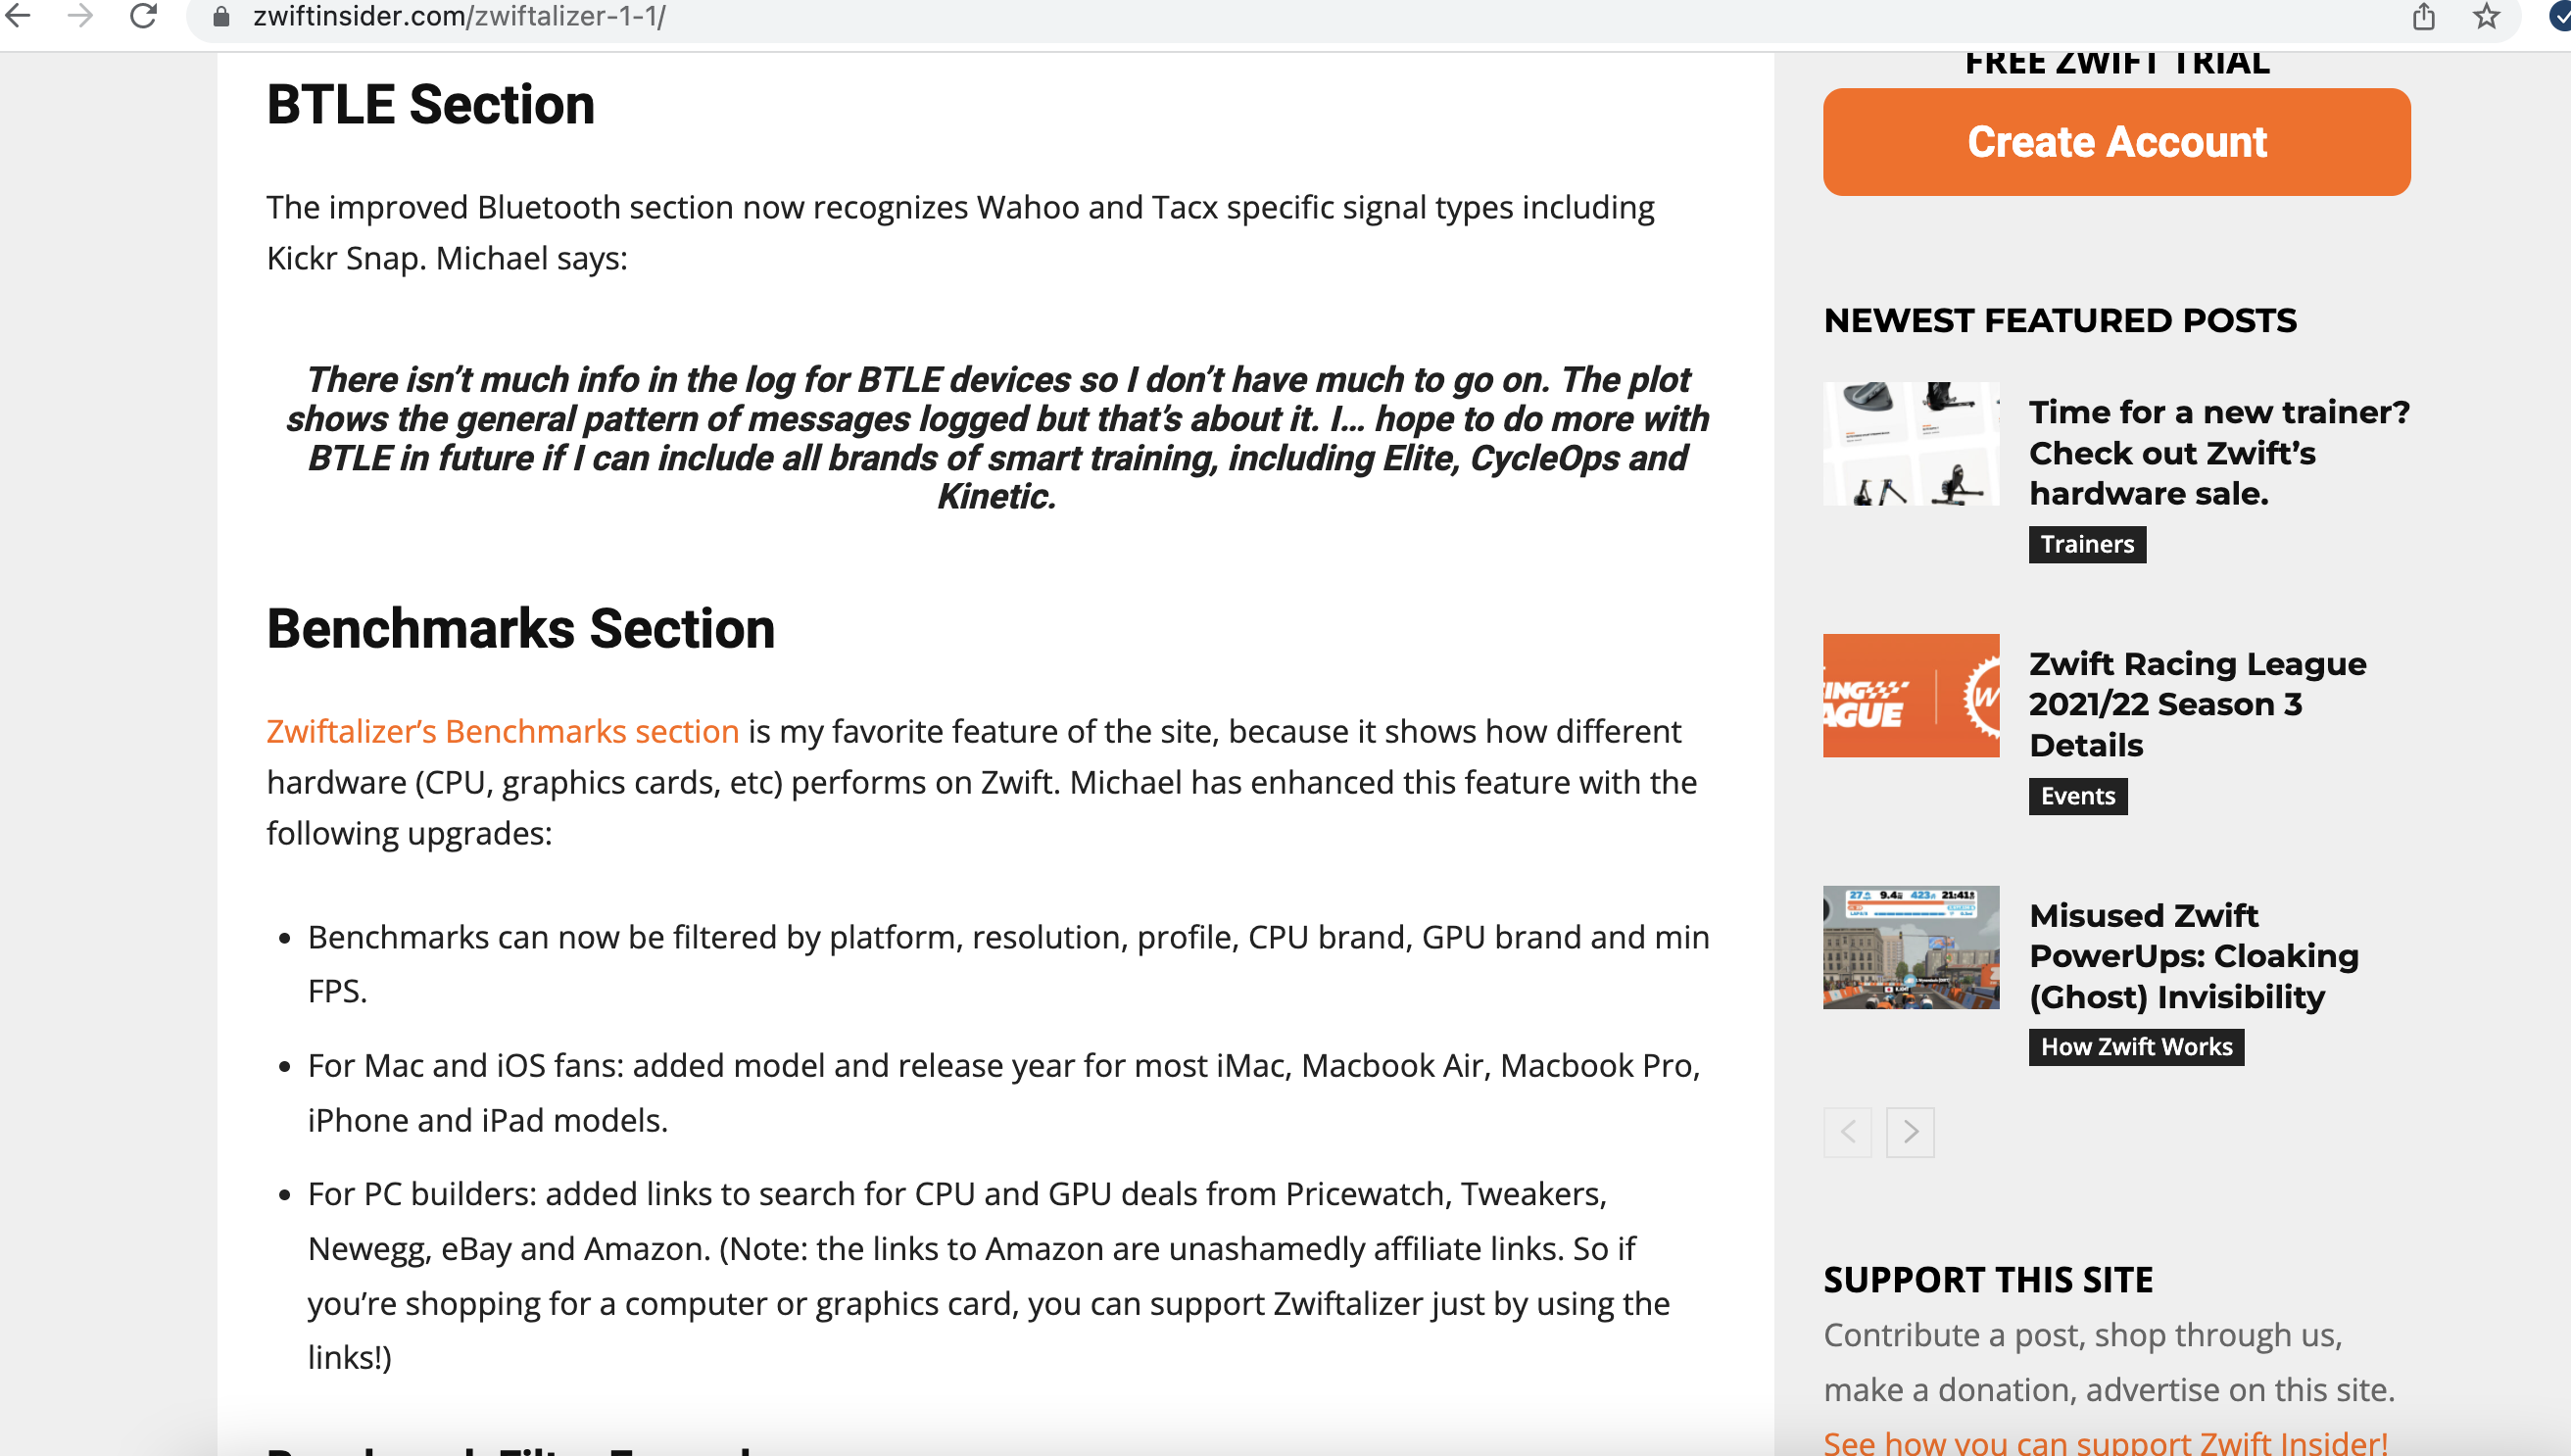 zwiftinsider.com/zwiftalizer-1-1/
BTLE Section
The improved Bluetooth section now recognizes Wahoo and Tacx specific signal types including
Kickr Snap. Michael says:
There isn’t much info in the log for BTLE devices so I don’t have much to go on. The plot
shows the general pattern of messages logged but that’s about it. I… hope to do more with
BTLE in future if I can include all brands of smart training, including Elite, CycleOps and
Kinetic.
Benchmarks Section
Zwiftalizer’s Benchmarks section is my favorite feature of the site, because it shows how different
hardware (CPU, graphics cards, etc) performs on Zwift. Michael has enhanced this feature with the
following upgrades:
• Benchmarks can now be filtered by platform, resolution, profile, CPU brand, GPU brand and min
FPS.
• For Mac and iOS fans: added model and release year for most iMac, Macbook Air, Macbook Pro,
iPhone and iPad models.
• For PC builders: added links to search for CPU and GPU deals from Pricewatch, Tweakers,
Newegg, eBay and Amazon. (Note: the links to Amazon are unashamedly affiliate links. So if
you’re shopping for a computer or graphics card, you can support Zwiftalizer just by using the
links!)
FREE ZWIFT TRIAL
Create Account
NEWEST FEATURED POSTS
Time for a new trainer?
Check out Zwift’s
hardware sale.
Trainers
ING
AGUE
W
Zwift Racing League
2021/22 Season 3
Details
Events
27 9.4 423 21:41
Misused Zwift
PowerUps: Cloaking
(Ghost) Invisibility
How Zwift Works
SUPPORT THIS SITE
Contribute a post, shop through us,
make a donation, advertise on this site.
See how you can support Zwift Insider!